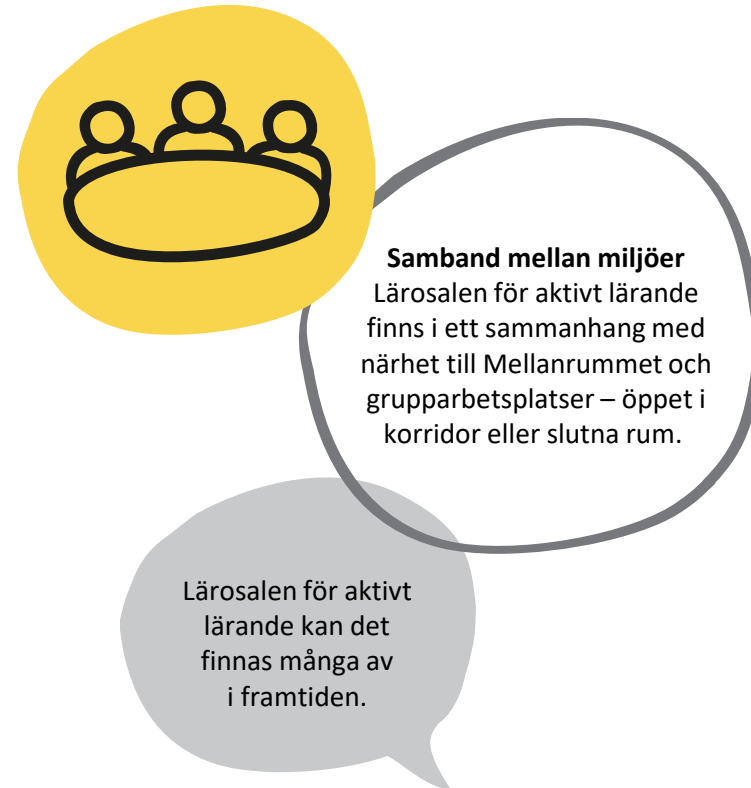 Samband mellan miljöer
Lärosalen för aktivt lärande
finns i ett sammanhang med
närhet till Mellanrummet och
grupparbetsplatser – öppet i
korridor eller slutna rum.
Lärosalen för aktivt
lärande kan det
finnas många av
i framtiden.